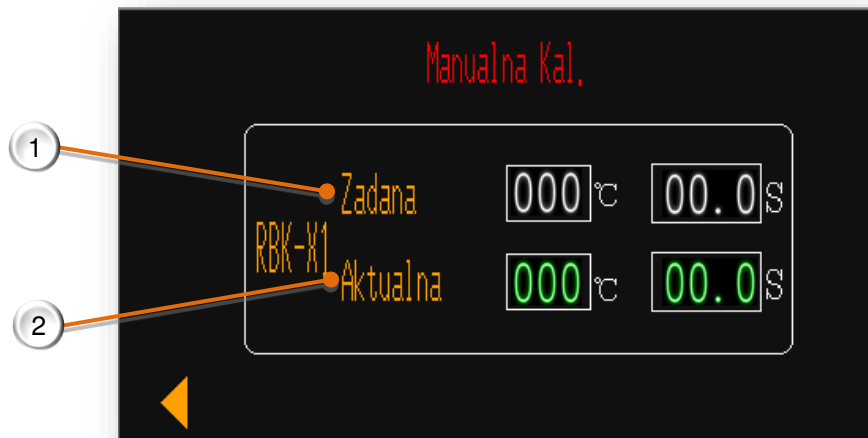 Manualna Kal.
1
Zadana 000 °C 00.0 S
RBK-X1
2
Aktualna 000 °C 00.0 S